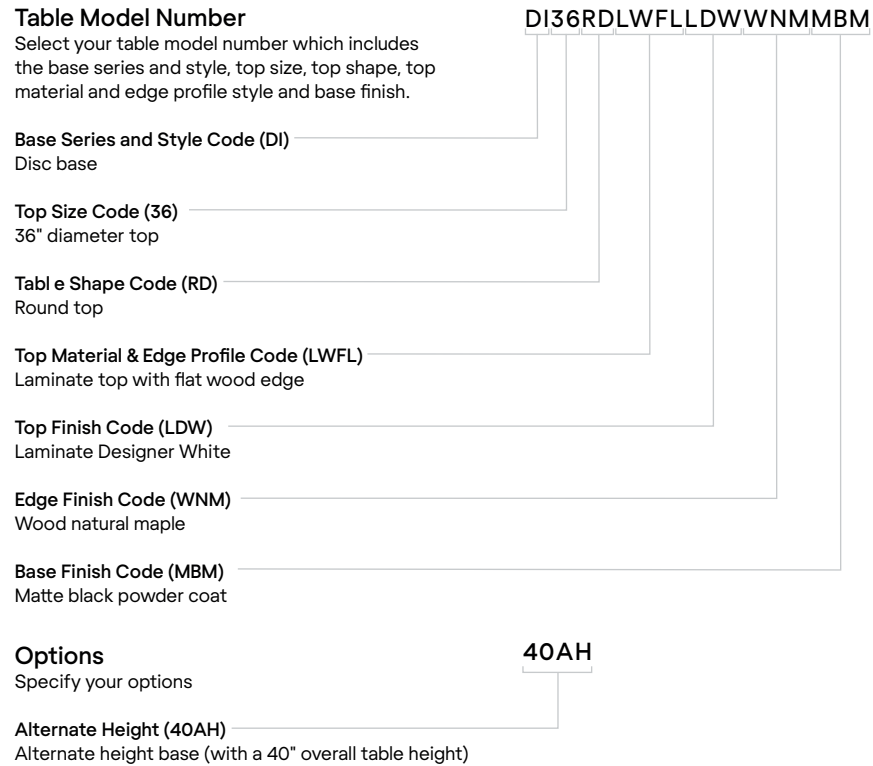 Table Model Number
DI36RDLWFLLDWWNMMBM
Select your table model number which includes
the base series and style, top size, top shape, top
material and edge profile style and base finish.
Base Series and Style Code (DI)
Disc base
Top Size Code (36)
36" diameter top
Tabl e Shape Code (RD)
Round top
Top Material & Edge Profile Code (LWFL)
Laminate top with flat wood edge
Top Finish Code (LDW)
Laminate Designer White
Edge Finish Code (WNM)
Wood natural maple
Base Finish Code (MBM)
Matte black powder coat
Options
40AH
Specify your options
Alternate Height (40AH)
Alternate height base (with a 40" overall table height)